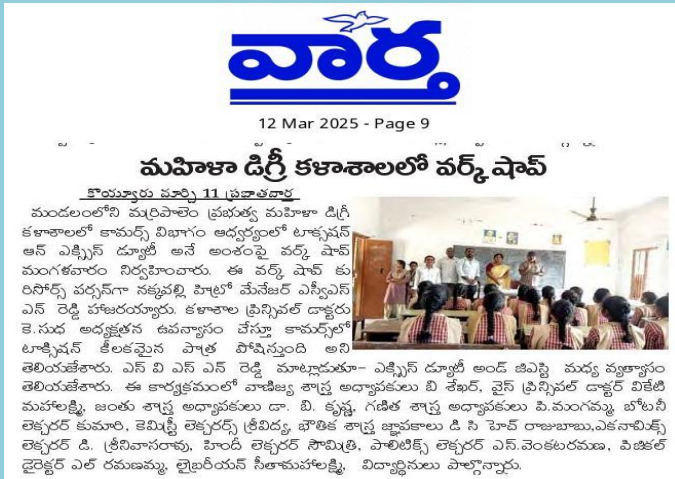 వార్త
12 Mar 2025 - Page 9
మహిళా డిగ్రీ కళాశాలలో వర్క్ షాప్
కొయ్యూరు మార్చి 11 ప్రభాతవార్త
మండలంలోని మర్రిపాలెం ప్రభుత్వ మహిళా డిగ్రీ
కళాశాలలో కామర్స్ విభాగం ఆధ్వర్యంలో టాక్సషన్
ఆన్ ఎక్సైస్ డ్యూటీ అనే అంశంపై వర్క్ షాప్
మంగళవారం నిర్వహించారు. ఈ వర్క్ షాప్ కు
రిసోర్స్ పర్సన్‌గా నక్కపల్లి హెట్రో మేనేజర్ ఎస్వీఎస్
ఎన్ రెడ్డి హాజరయ్యారు. కళాశాల ప్రిన్సిపల్ డాక్టరు
కె.సుధ అధ్యక్షతన ఉపన్యాసం చేస్తూ కామర్స్‌లో
టాక్సిషన్ కీలకమైన పాత్ర పోషిస్తుంది అని
తెలియజేశారు. ఎస్ వి ఎస్ ఎన్ రెడ్డి మాట్లాడుతూ- ఎక్సైస్ డ్యూటీ అండ్ జిఎస్టి మధ్య వ్యత్యాసం
తెలియజేశారు. ఈ కార్యక్రమంలో వాణిజ్య శాస్త్ర అధ్యాపకులు బి శేఖర్, వైస్ ప్రిన్సిపల్ డాక్టర్ వికేటి
మహాలక్ష్మి, జంతు శాస్త్ర అధ్యాపకులు డా. బి. కృష్ణ, గణిత శాస్త్ర అధ్యాపకులు పి.మంగమ్మ, బోటనీ
లెక్చరర్ కుమారి, కెమిస్ట్రీ లెక్చరర్స్ శ్రీవిద్య, భౌతిక శాస్త్ర జ్ఞాపకాలు డి సి హెచ్ రాజుబాబు,ఎకనామిక్స్
లెక్చరర్ డి. శ్రీనివాసరావు, హిందీ లెక్చరర్ సౌమిత్రి, పాలిటిక్స్ లెక్చరర్ ఎస్.వెంకటరమణ, పిజికల్
డైరెక్టర్ ఎల్ రమణమ్మ, లైబ్రరీయన్ సీతామహాలక్ష్మి, విద్యార్థినులు పాల్గొన్నారు.